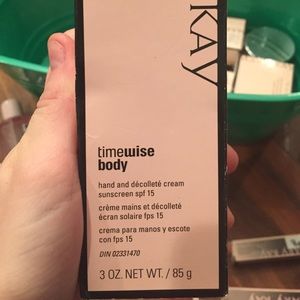 KAY
timewise
body
hand and décolleté cream
sunscreen spf 15
crème mains et décolleté
écran solaire fps 15
crema para manos y escote
con fps 15
DIN 02331470
3 OZ. NET WT. / 85 g